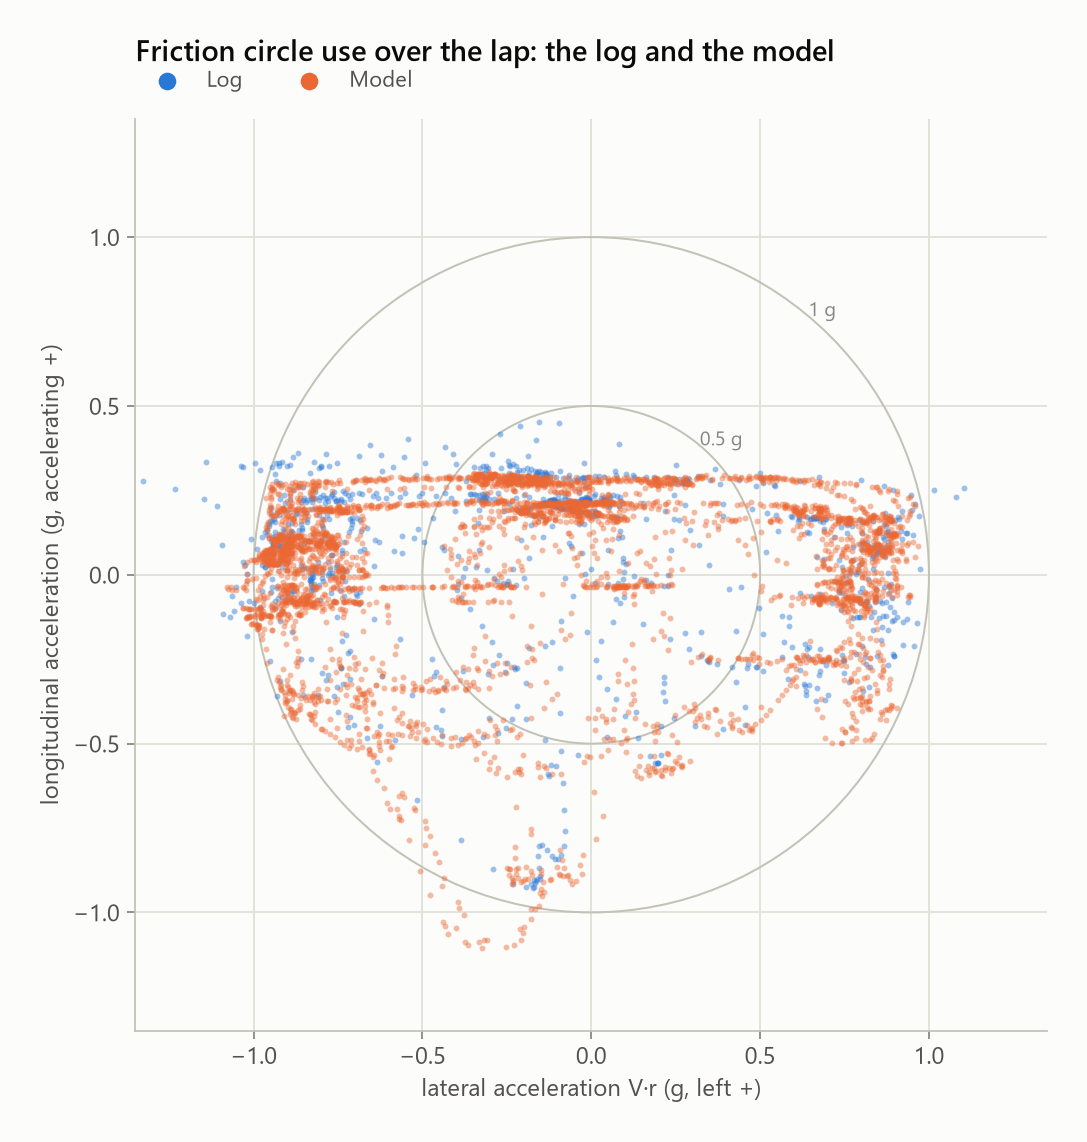 Friction circle use over the lap: the log and the model
Log
Model
1 g
0.5 g
1.0
0.5
0.0
−0.5
−1.0
longitudinal acceleration (g, accelerating +)
−1.0
−0.5
0.0
0.5
1.0
lateral acceleration V·r (g, left +)